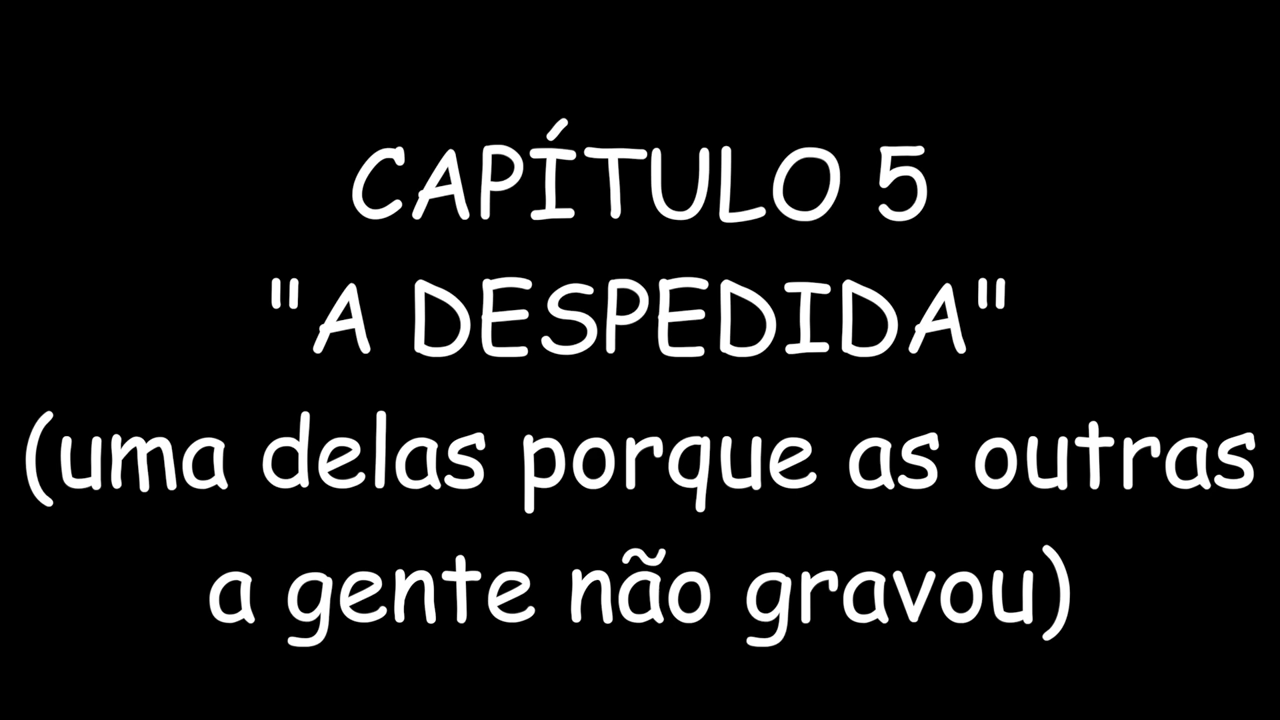 CAPÍTULO 5
"A DESPEDIDA"
(uma delas porque as outras
a gente não gravou)